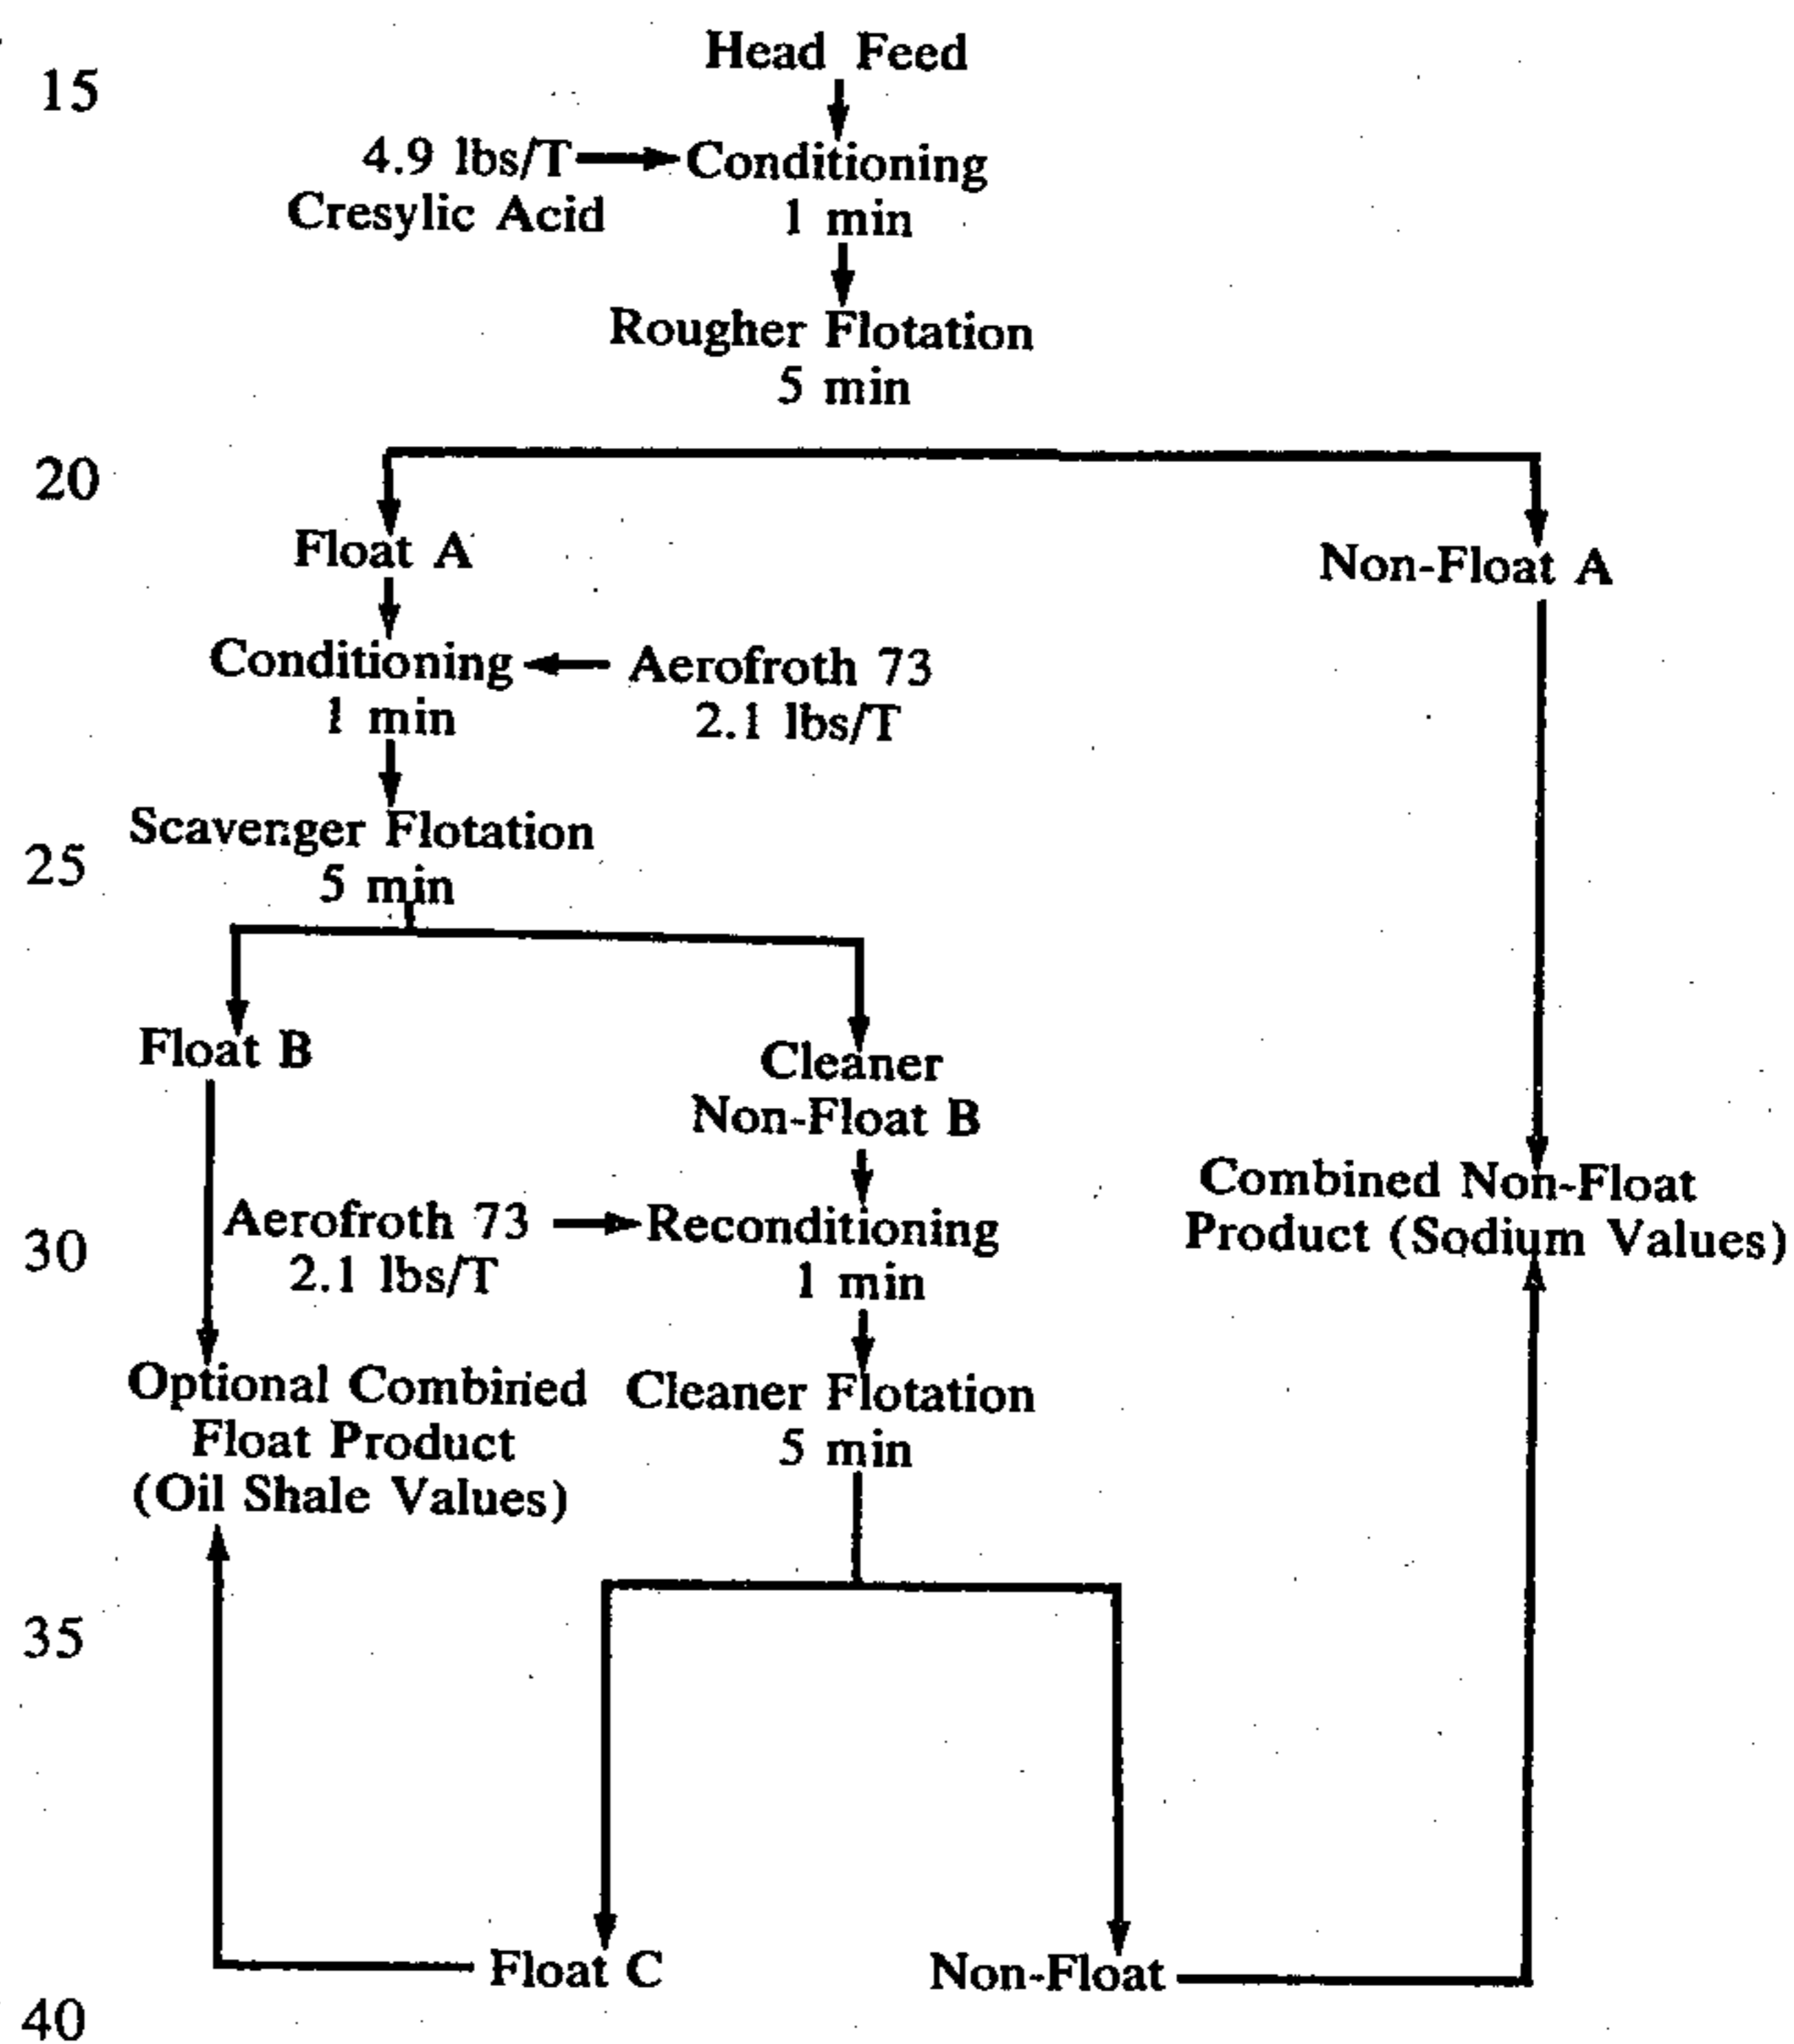 Head Feed
15
4.9 lbs/T
Cresylic Acid
Conditioning
1 min
Rougher Flotation
5 min
20
Float A
Non-Float A
Conditioning
1 min
Aerofroth 73
2.1 lbs/T
Scavenger Flotation
5 min
25
Float B
Cleaner
Non-Float B
Combined Non-Float
Product (Sodium Values)
30
Aerofroth 73
2.1 lbs/T
Reconditioning
1 min
Optional Combined
Float Product
(Oil Shale Values)
Cleaner Flotation
5 min
35
Float C
Non-Float
40